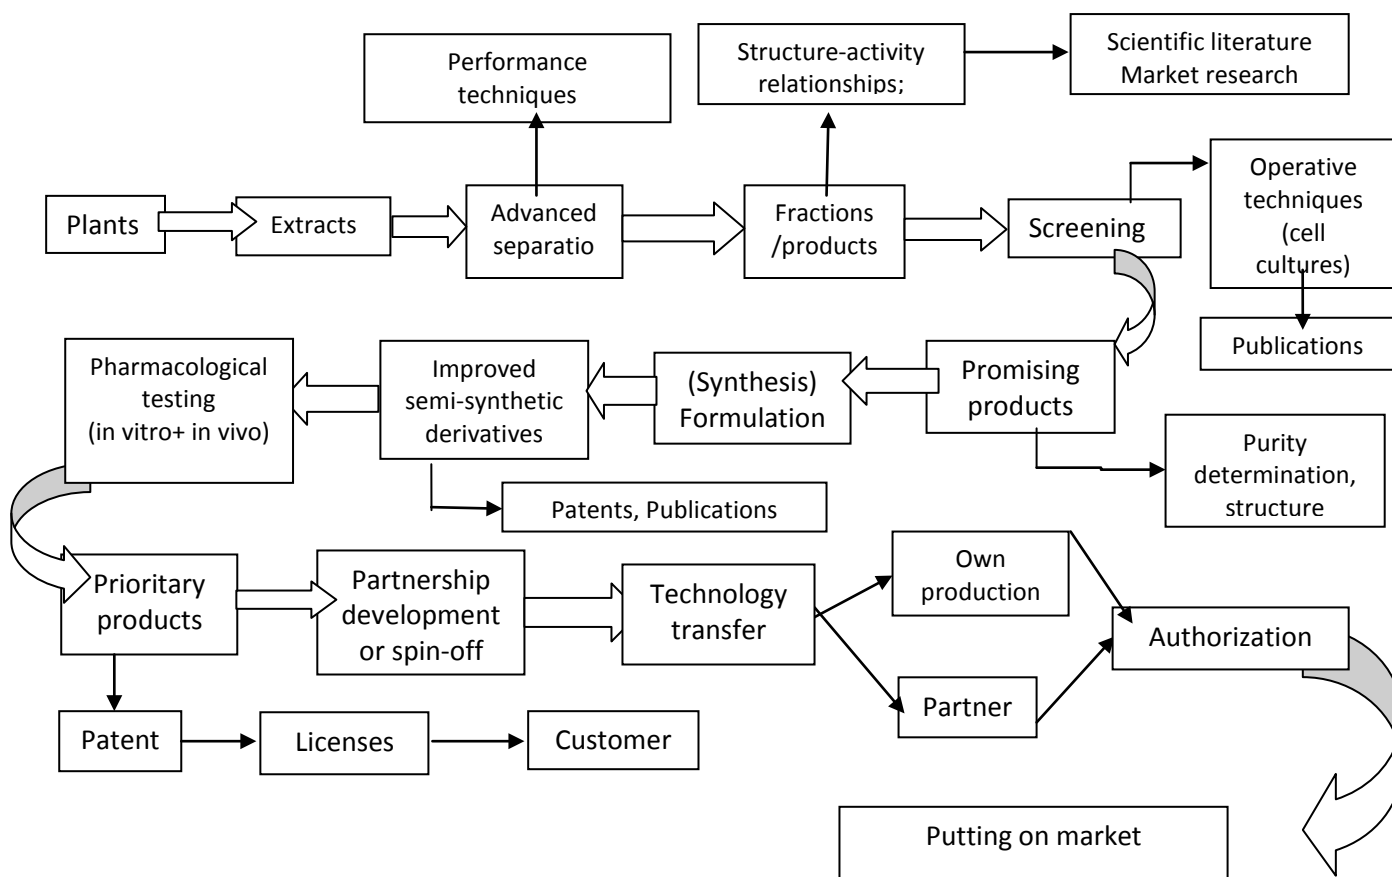 Performance
techniques
Structure-activity
relationships;
Scientific literature
Market research
Plants
Extracts
Advanced
separatio
Fractions
/products
Screening
Operative
techniques
(cell
cultures)
Publications
Pharmacological
testing
(in vitro+ in vivo)
Improved
semi-synthetic
derivatives
(Synthesis)
Formulation
Promising
products
Purity
determination,
structure
Patents, Publications
Prioritary
products
Partnership
development
or spin-off
Technology
transfer
Own
production
Partner
Authorization
Patent
Licenses
Customer
Putting on market